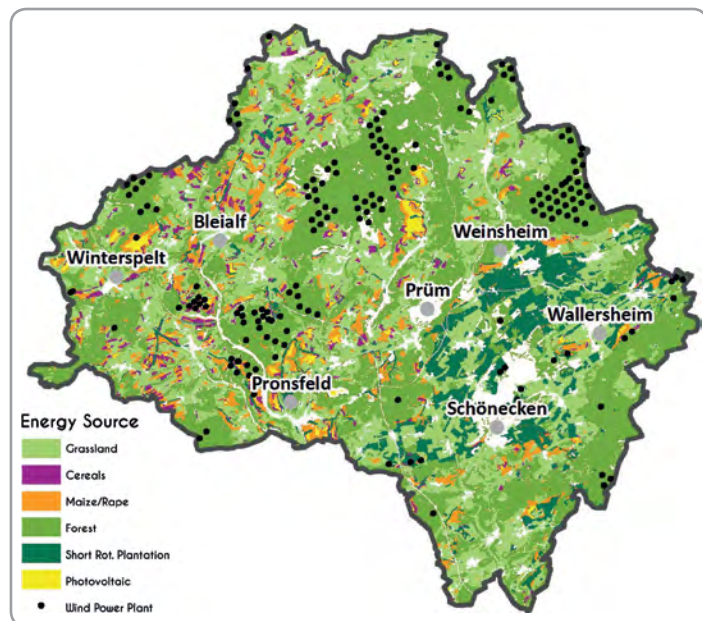 Bleialf
Weinsheim
Winterspelt
Prüm
Wallersheim
Pronsfeld
Schönecken
Energy Source
Grassland
Cereals
Maize/Rape
Forest
Short Rot. Plantation
Photovoltaic
Wind Power Plant